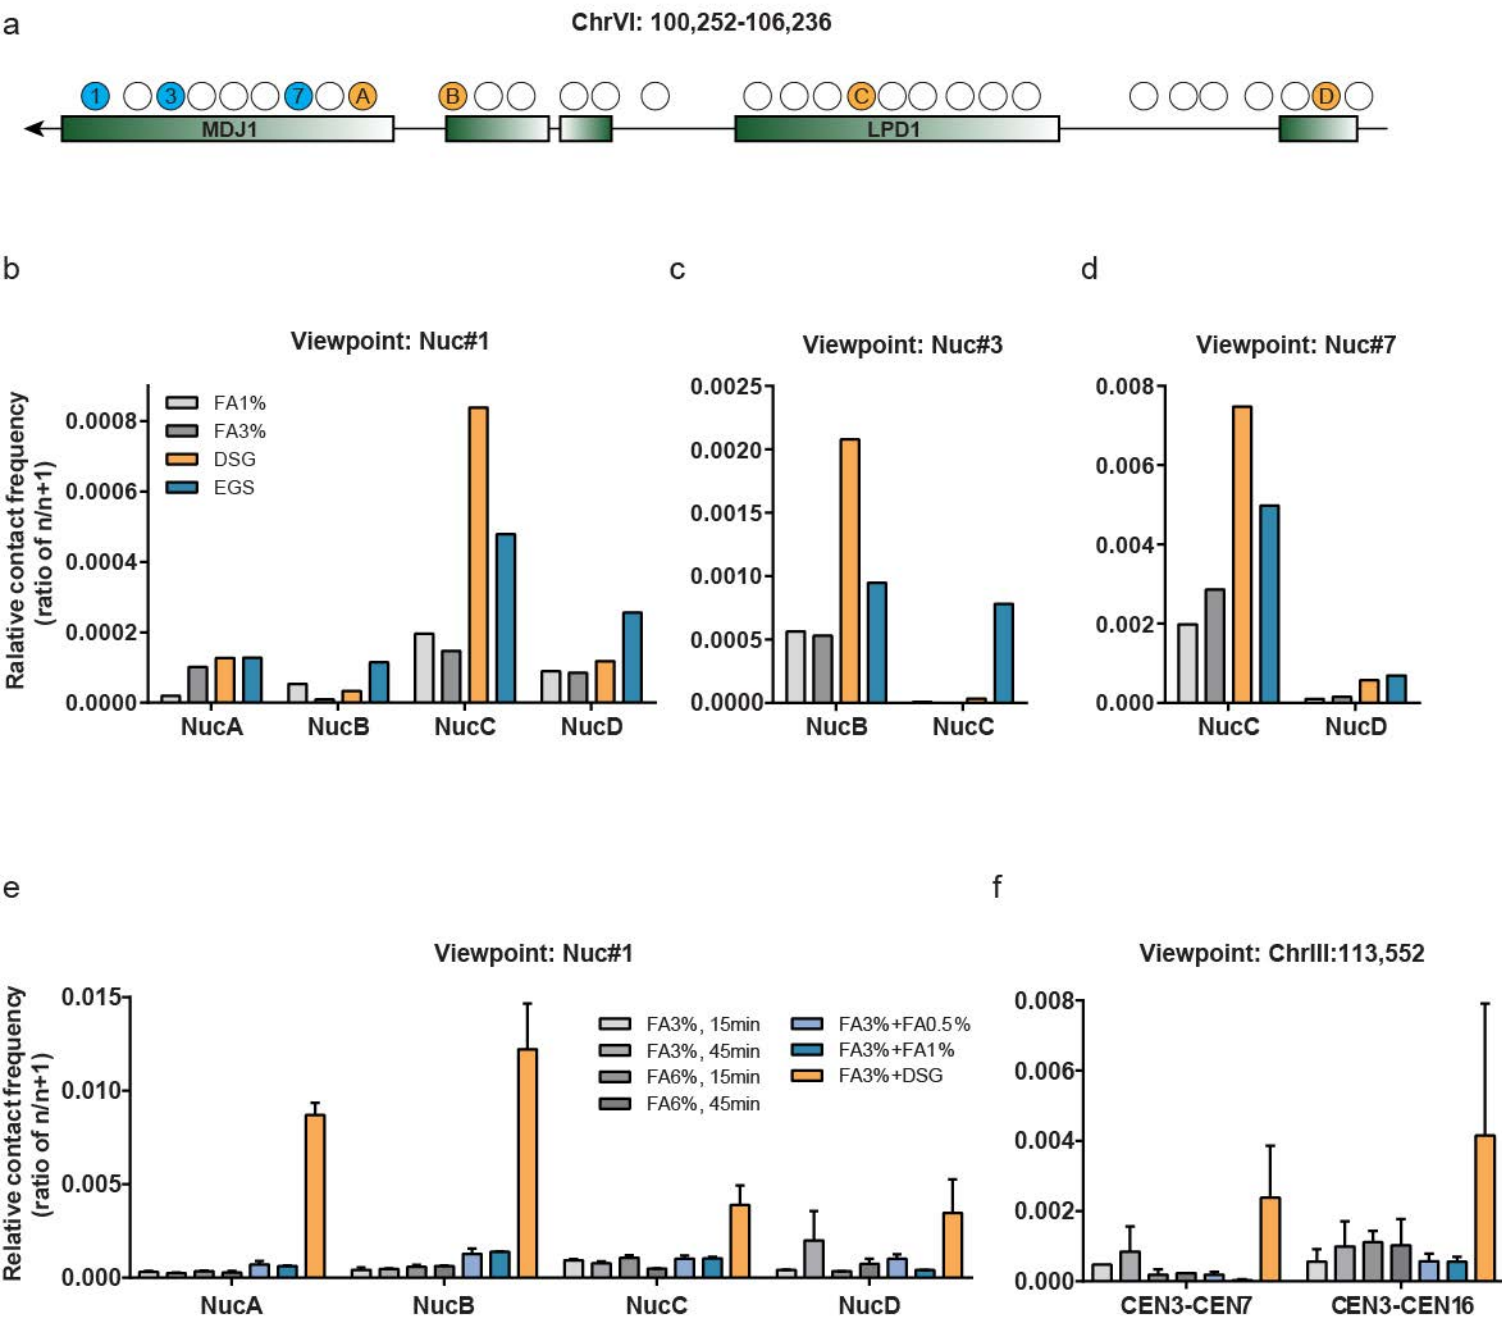 a
ChrVI: 100,252-106,236
1 3 7 A B C D
MDJ1 LPD1
b
c
d
Viewpoint: Nuc#1
Viewpoint: Nuc#3
Viewpoint: Nuc#7
Ralative contact frequency
(ratio of n/n+1)
0.0008
0.0006
0.0004
0.0002
0.0000
FA1%
FA3%
DSG
EGS
NucA NucB NucC NucD
0.0025
0.0020
0.0015
0.0010
0.0005
0.0000
NucB NucC
0.008
0.006
0.004
0.002
0.000
NucC NucD
e
f
Viewpoint: Nuc#1
Viewpoint: ChrIII:113,552
Relative contact frequency
(ratio of n/n+1)
0.015
0.010
0.005
0.000
FA3%, 15min
FA3%, 45min
FA6%, 15min
FA6%, 45min
FA3%+FA0.5%
FA3%+FA1%
FA3%+DSG
NucA NucB NucC NucD
0.008
0.006
0.004
0.002
0.000
CEN3-CEN7 CEN3-CEN16